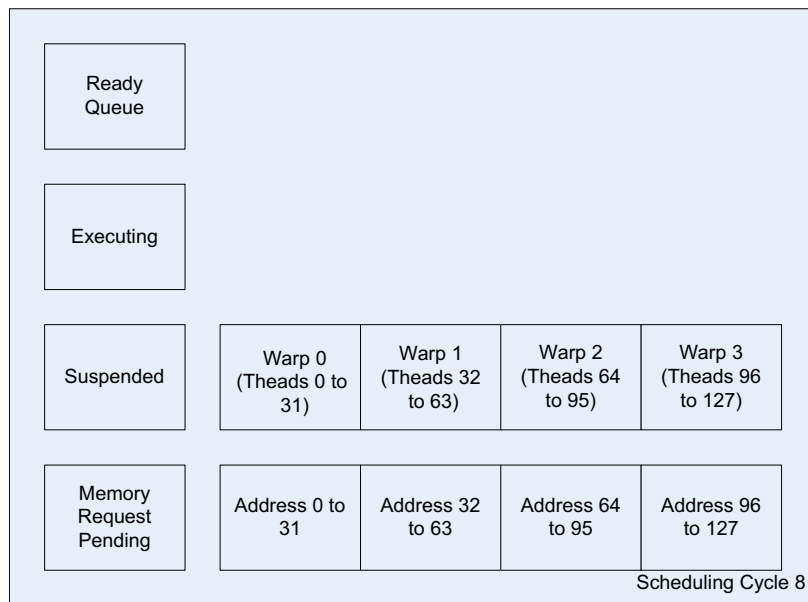 Ready
Queue
Executing
Suspended
Warp 0
(Theads 0 to
31)
Warp 1
(Theads 32
to 63)
Warp 2
(Theads 64
to 95)
Warp 3
(Theads 96
to 127)
Memory
Request
Pending
Address 0 to
31
Address 32
to 63
Address 64
to 95
Address 96
to 127
Scheduling Cycle 8